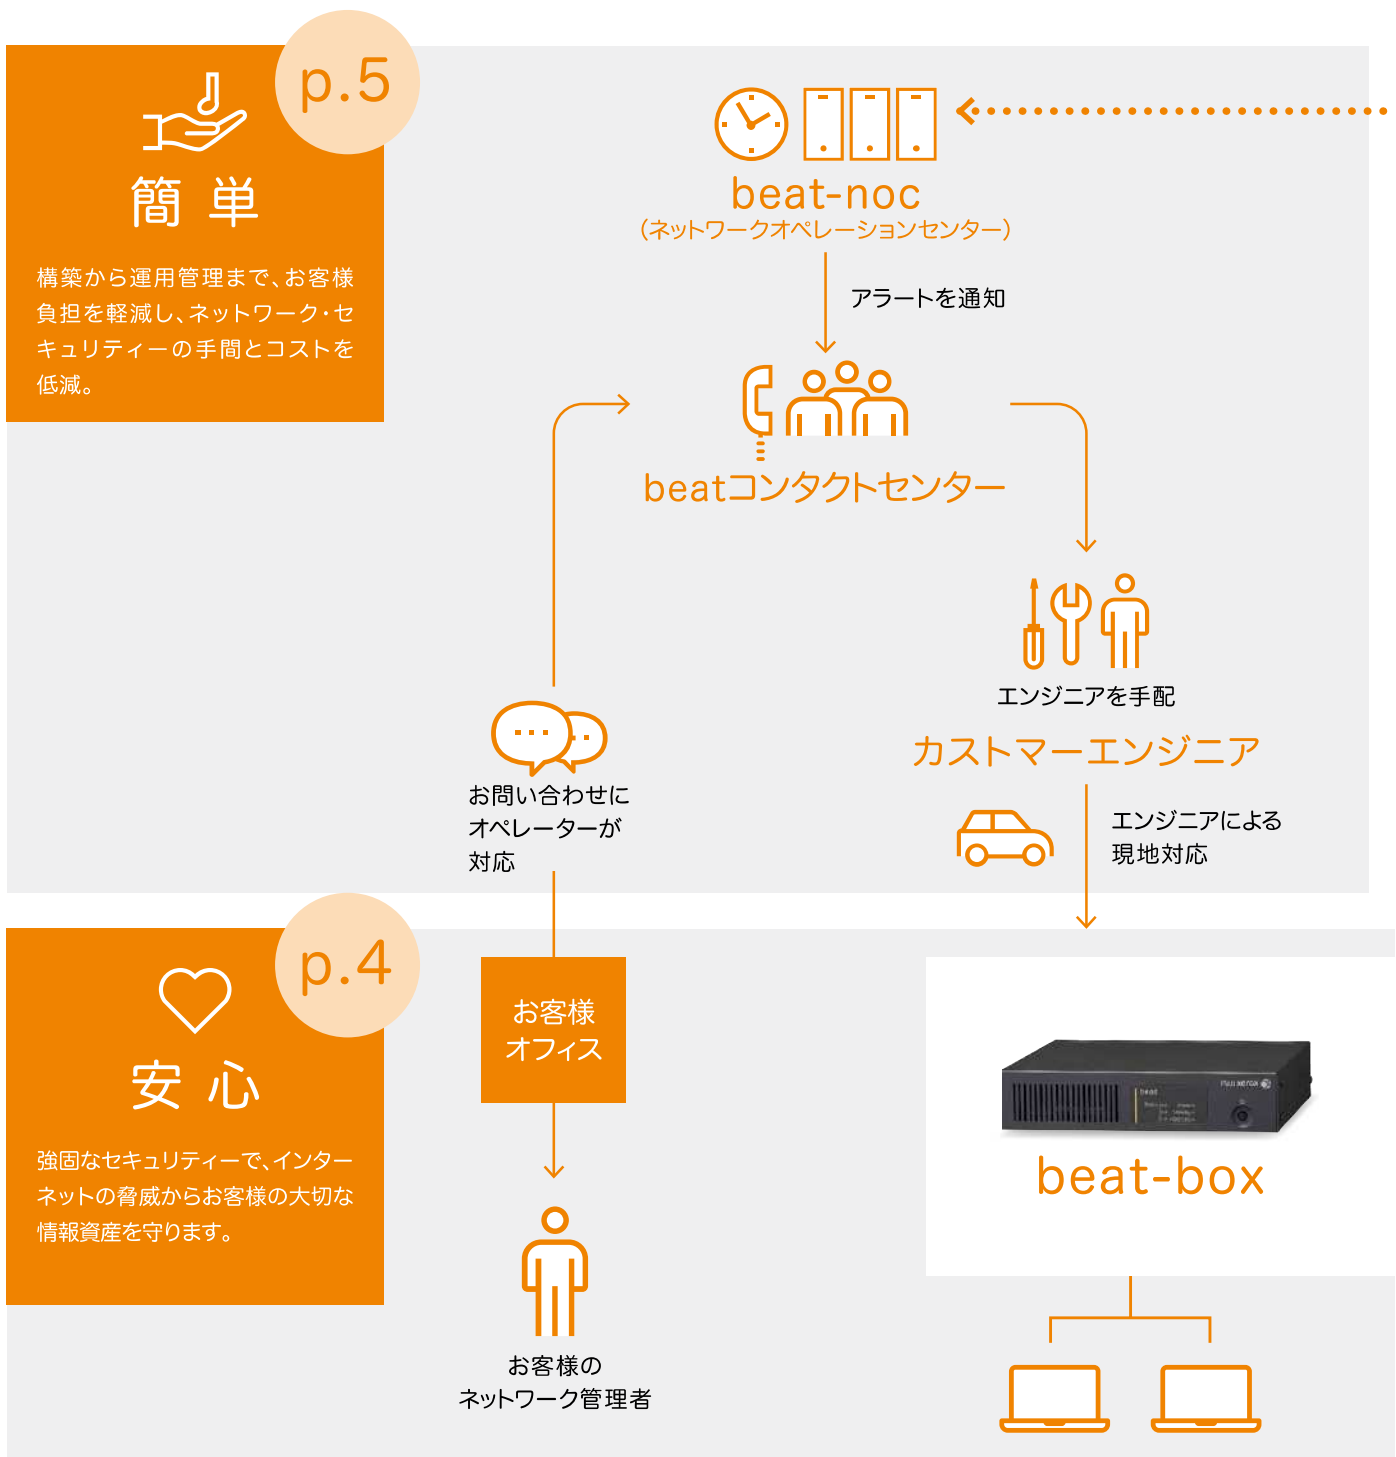 p.5
簡単
構築から運用管理まで、お客様
負担を軽減し、ネットワーク・セ
キュリティーの手間とコストを
低減。
beat-noc
（ネットワークオペレーションセンター）
アラートを通知
beatコンタクトセンター
エンジニアを手配
カストマーエンジニア
お問い合わせに
オペレーターが
対応
エンジニアによる
現地対応
p.4
安心
強固なセキュリティーで、インター
ネットの脅威からお客様の大切な
情報資産を守ります。
お客様
オフィス
お客様の
ネットワーク管理者
beat
FUJI XEROX
beat-box